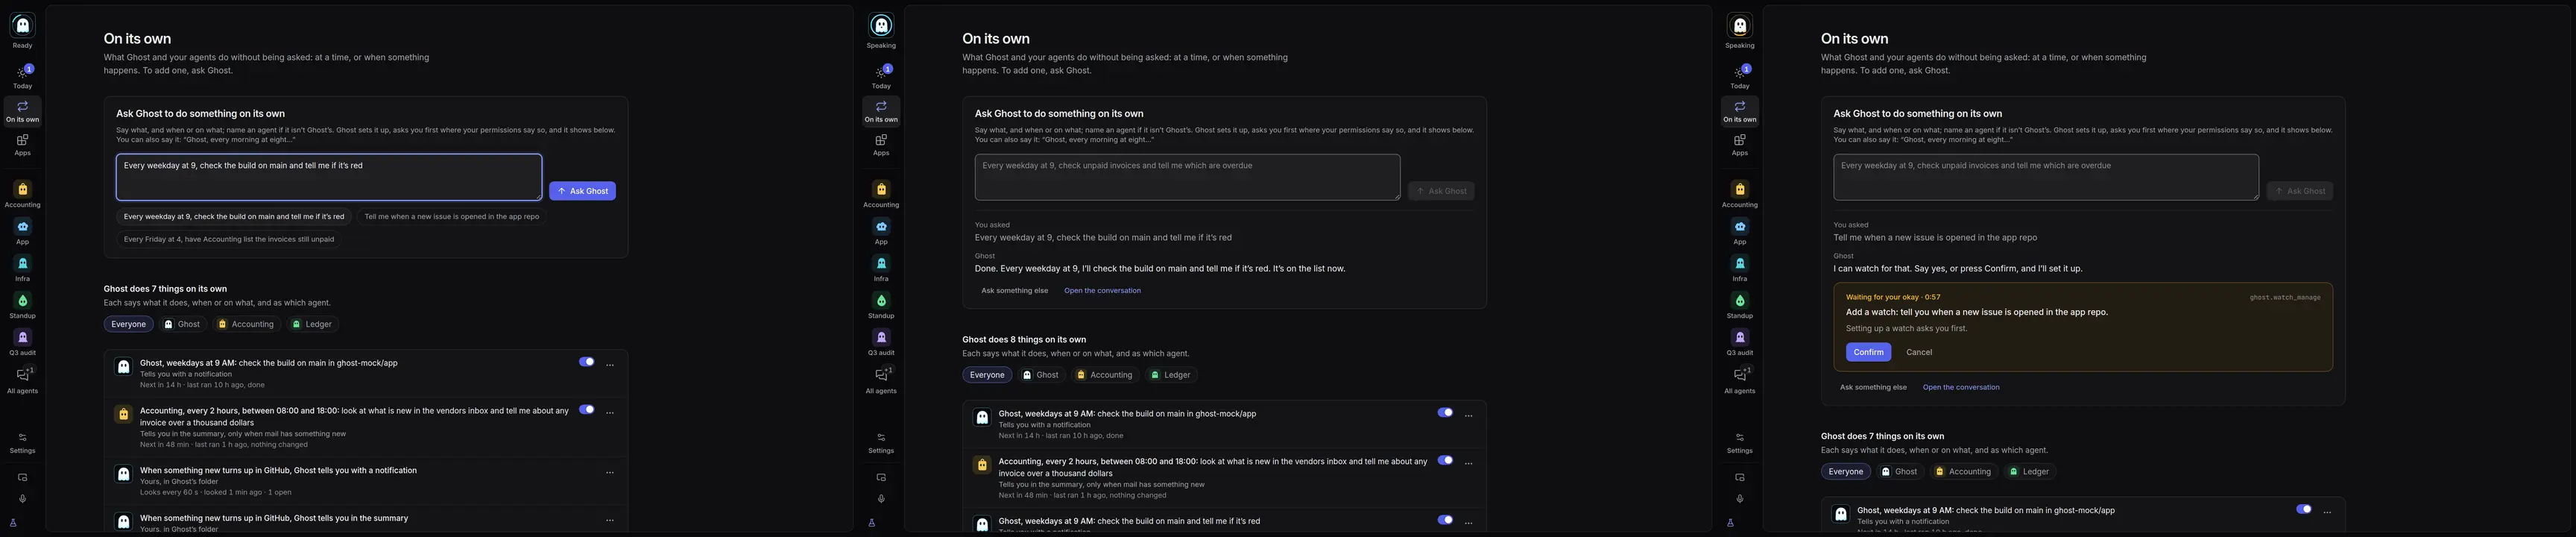 Ready
1
Today
On its own
Apps
Accounting
App
Infra
Standup
Q3 audit
+1
All agents
Settings
On its own
What Ghost and your agents do without being asked: at a time, or when something
happens. To add one, ask Ghost.
Ask Ghost to do something on its own
Say what, and when or on what; name an agent if it isn't Ghost's. Ghost sets it up, asks you first where your permissions say so, and it shows below.
You can also say it: "Ghost, every morning at eight..."
Every weekday at 9, check the build on main and tell me if it's red
Ask Ghost
Every weekday at 9, check the build on main and tell me if it's red
Tell me when a new issue is opened in the app repo
Every Friday at 4, have Accounting list the invoices still unpaid
Ghost does 7 things on its own
Each says what it does, when or on what, and as which agent.
Everyone
Ghost
Accounting
Ledger
Ghost, weekdays at 9 AM: check the build on main in ghost-mock/app
Tells you with a notification
Next in 14 h · last ran 10 h ago, done
Accounting, every 2 hours, between 08:00 and 18:00: look at what is new in the vendors inbox and tell me about any
invoice over a thousand dollars
Tells you in the summary, only when mail has something new
Next in 48 min · last ran 1 h ago, nothing changed
When something new turns up in GitHub, Ghost tells you with a notification
Yours, in Ghost's folder
Looks every 60 s · looked 1 min ago · 1 open
When something new turns up in GitHub, Ghost tells you in the summary
Yours, in Ghost's folder
Speaking
1
Today
On its own
Apps
Accounting
App
Infra
Standup
Q3 audit
+1
All agents
Settings
On its own
What Ghost and your agents do without being asked: at a time, or when something
happens. To add one, ask Ghost.
Ask Ghost to do something on its own
Say what, and when or on what; name an agent if it isn't Ghost's. Ghost sets it up, asks you first where your permissions say so, and it shows below.
You can also say it: "Ghost, every morning at eight..."
Every weekday at 9, check unpaid invoices and tell me which are overdue
Ask Ghost
You asked
Every weekday at 9, check the build on main and tell me if it's red
Ghost
Done. Every weekday at 9, I'll check the build on main and tell me if it's red. It's on the list now.
Ask something else
Open the conversation
Ghost does 8 things on its own
Each says what it does, when or on what, and as which agent.
Everyone
Ghost
Accounting
Ledger
Ghost, weekdays at 9 AM: check the build on main in ghost-mock/app
Tells you with a notification
Next in 14 h · last ran 10 h ago, done
Accounting, every 2 hours, between 08:00 and 18:00: look at what is new in the vendors inbox and tell me about any
invoice over a thousand dollars
Tells you in the summary, only when mail has something new
Next in 48 min · last ran 1 h ago, nothing changed
Ghost, weekdays at 9 AM: check the build on main and tell me if it's red
Tells you with a notification
Speaking
1
Today
On its own
Apps
Accounting
App
Infra
Standup
Q3 audit
+1
All agents
Settings
On its own
What Ghost and your agents do without being asked: at a time, or when something
happens. To add one, ask Ghost.
Ask Ghost to do something on its own
Say what, and when or on what; name an agent if it isn't Ghost's. Ghost sets it up, asks you first where your permissions say so, and it shows below.
You can also say it: "Ghost, every morning at eight..."
Every weekday at 9, check unpaid invoices and tell me which are overdue
Ask Ghost
You asked
Tell me when a new issue is opened in the app repo
Ghost
I can watch for that. Say yes, or press Confirm, and I'll set it up.
Waiting for your okay · 0:57
ghost.watch_manage
Add a watch: tell you when a new issue is opened in the app repo.
Setting up a watch asks you first.
Confirm
Cancel
Ask something else
Open the conversation
Ghost does 7 things on its own
Each says what it does, when or on what, and as which agent.
Everyone
Ghost
Accounting
Ledger
Ghost, weekdays at 9 AM: check the build on main in ghost-mock/app
Tells you with a notification